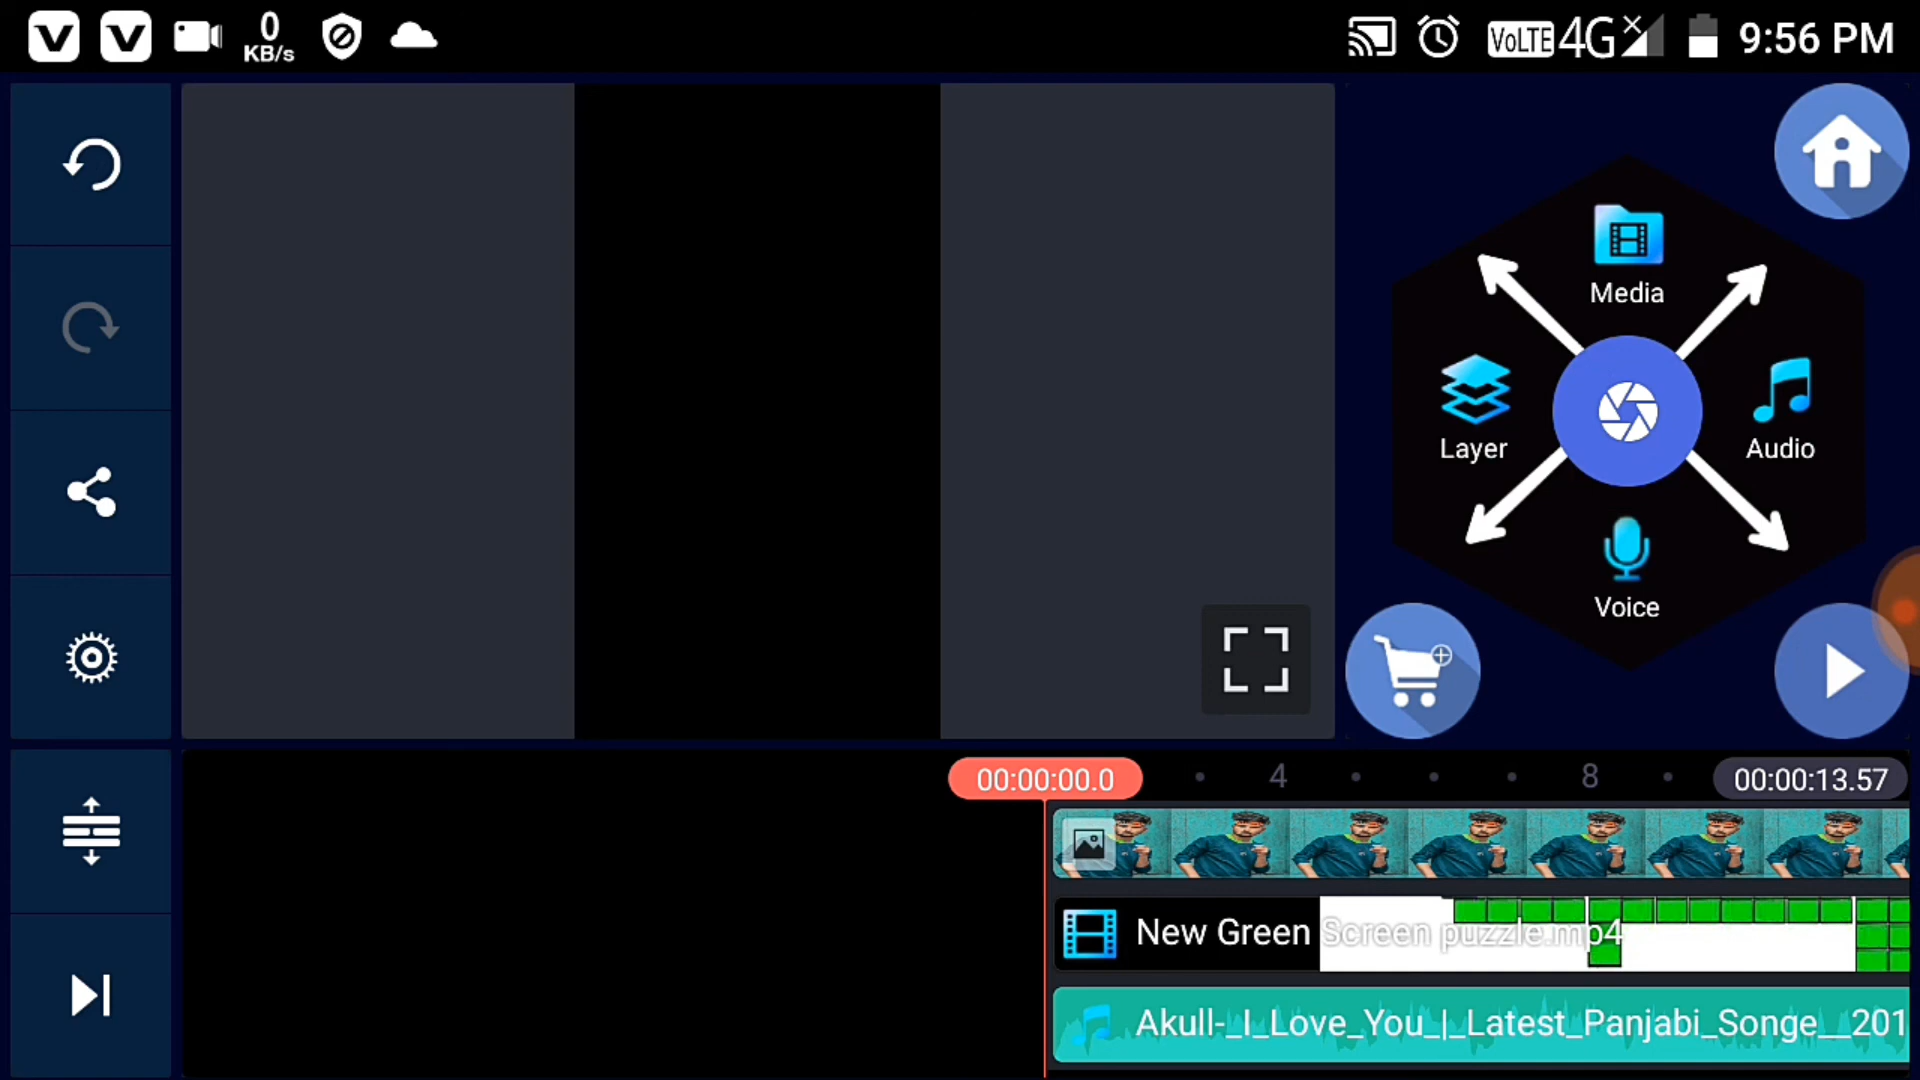 0
KB/s
VoLTE 4G 9:56 PM
Media
Layer
Audio
Voice
00:00:00.0 4 8 00:00:13.57
New Green Screen puzzle.mp4
Akull-_I_Love_You_|_Latest_Panjabi_Songe__201